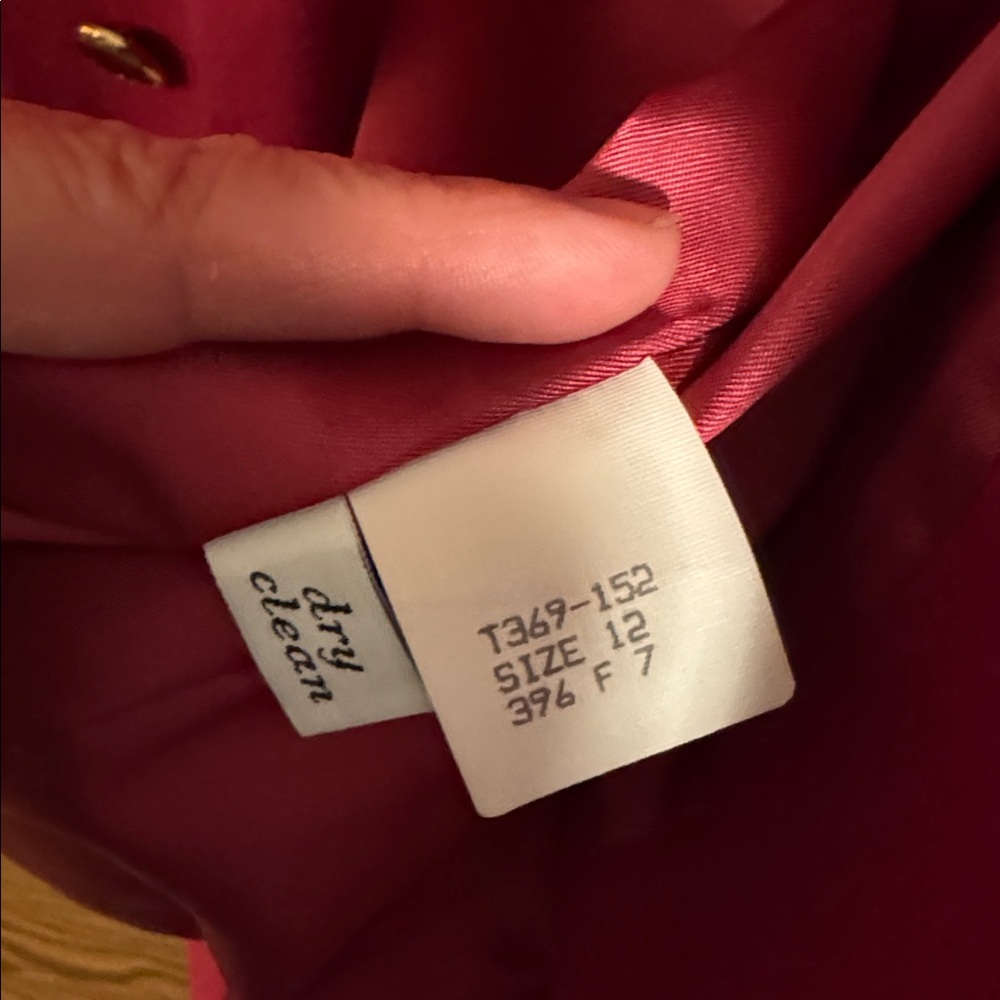 dry
clean
T369-152
SIZE 12
396 F 7